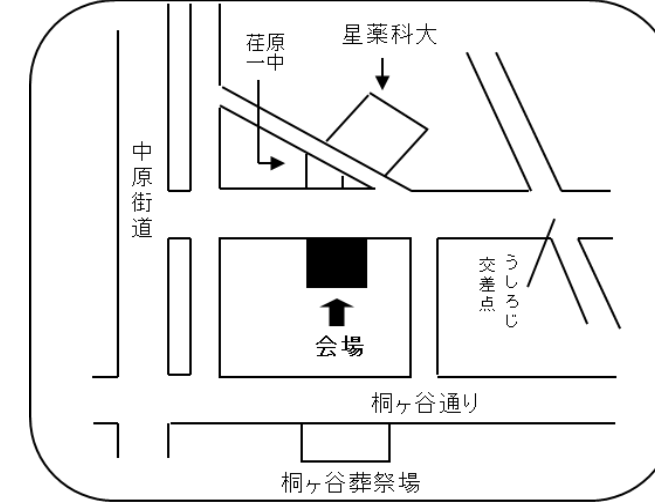 星薬科大
荏原
一中
中原街道
うしろじ
交差点
会場
桐ヶ谷通り
桐ヶ谷葬祭場